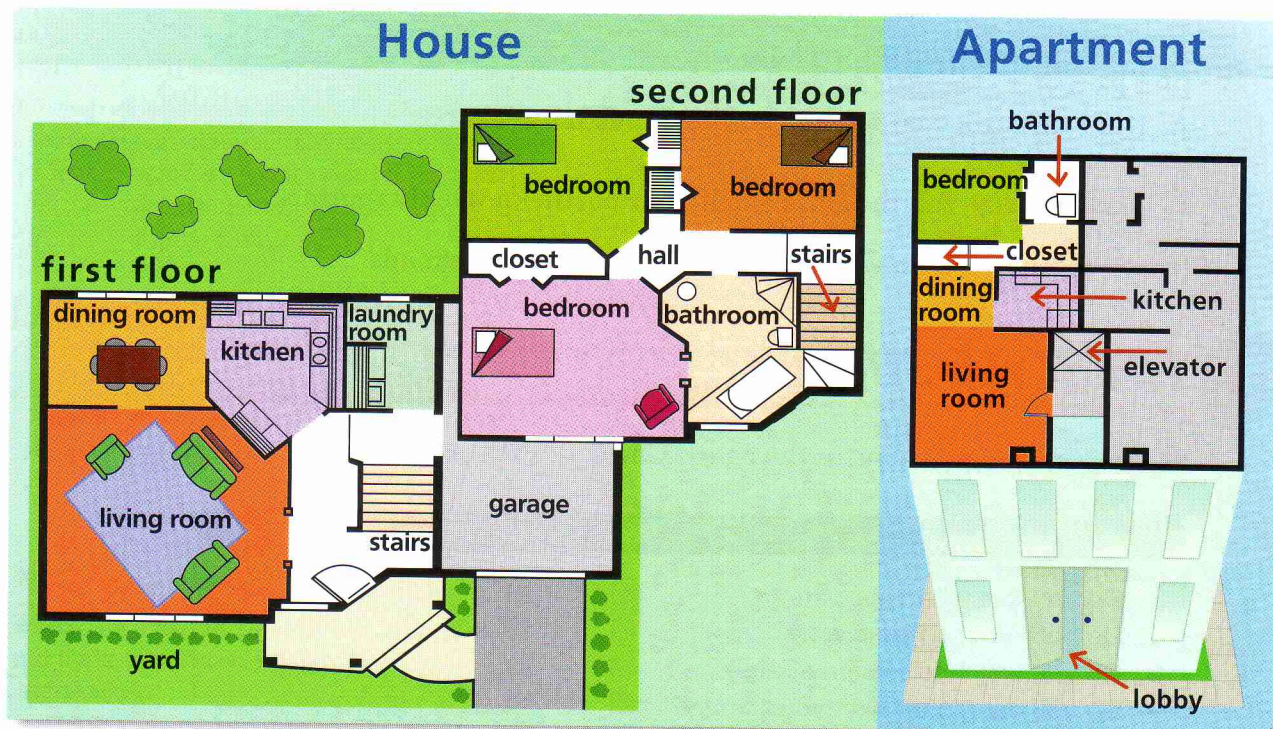 House
second floor
bedroom
bedroom
closet
hall
stairs
bedroom
bathroom
first floor
dining room
kitchen
laundry
room
living room
stairs
garage
yard
Apartment
bathroom
bedroom
closet
dining
room
kitchen
living
room
elevator
lobby